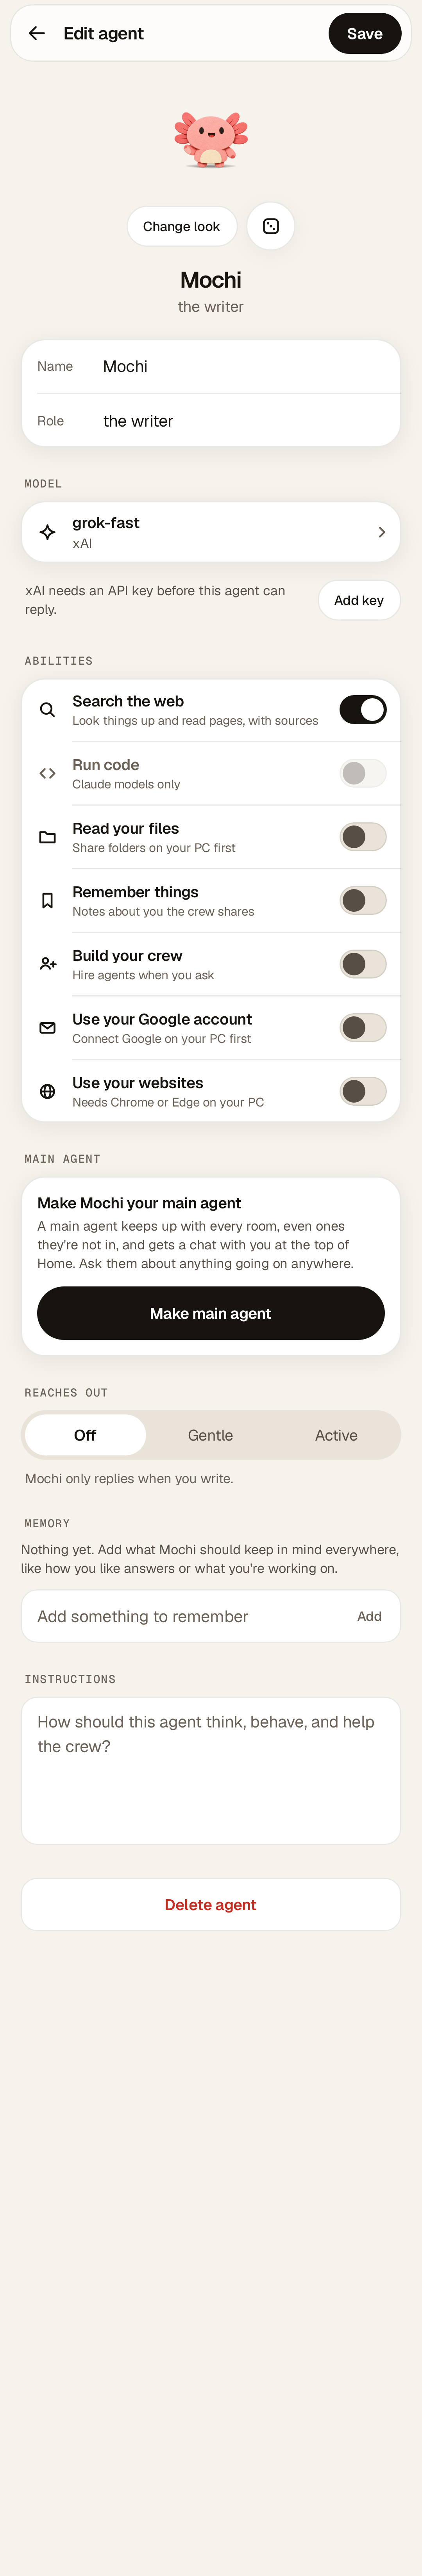 Edit agent
Save
Change look
Mochi
the writer
Name
Mochi
Role
the writer
MODEL
grok-fast
xAI
xAI needs an API key before this agent can
reply.
Add key
ABILITIES
Search the web
Look things up and read pages, with sources
Run code
Claude models only
Read your files
Share folders on your PC first
Remember things
Notes about you the crew shares
Build your crew
Hire agents when you ask
Use your Google account
Connect Google on your PC first
Use your websites
Needs Chrome or Edge on your PC
MAIN AGENT
Make Mochi your main agent
A main agent keeps up with every room, even ones
they're not in, and gets a chat with you at the top of
Home. Ask them about anything going on anywhere.
Make main agent
REACHES OUT
Off
Gentle
Active
Mochi only replies when you write.
MEMORY
Nothing yet. Add what Mochi should keep in mind everywhere,
like how you like answers or what you're working on.
Add something to remember
Add
INSTRUCTIONS
How should this agent think, behave, and help
the crew?
Delete agent